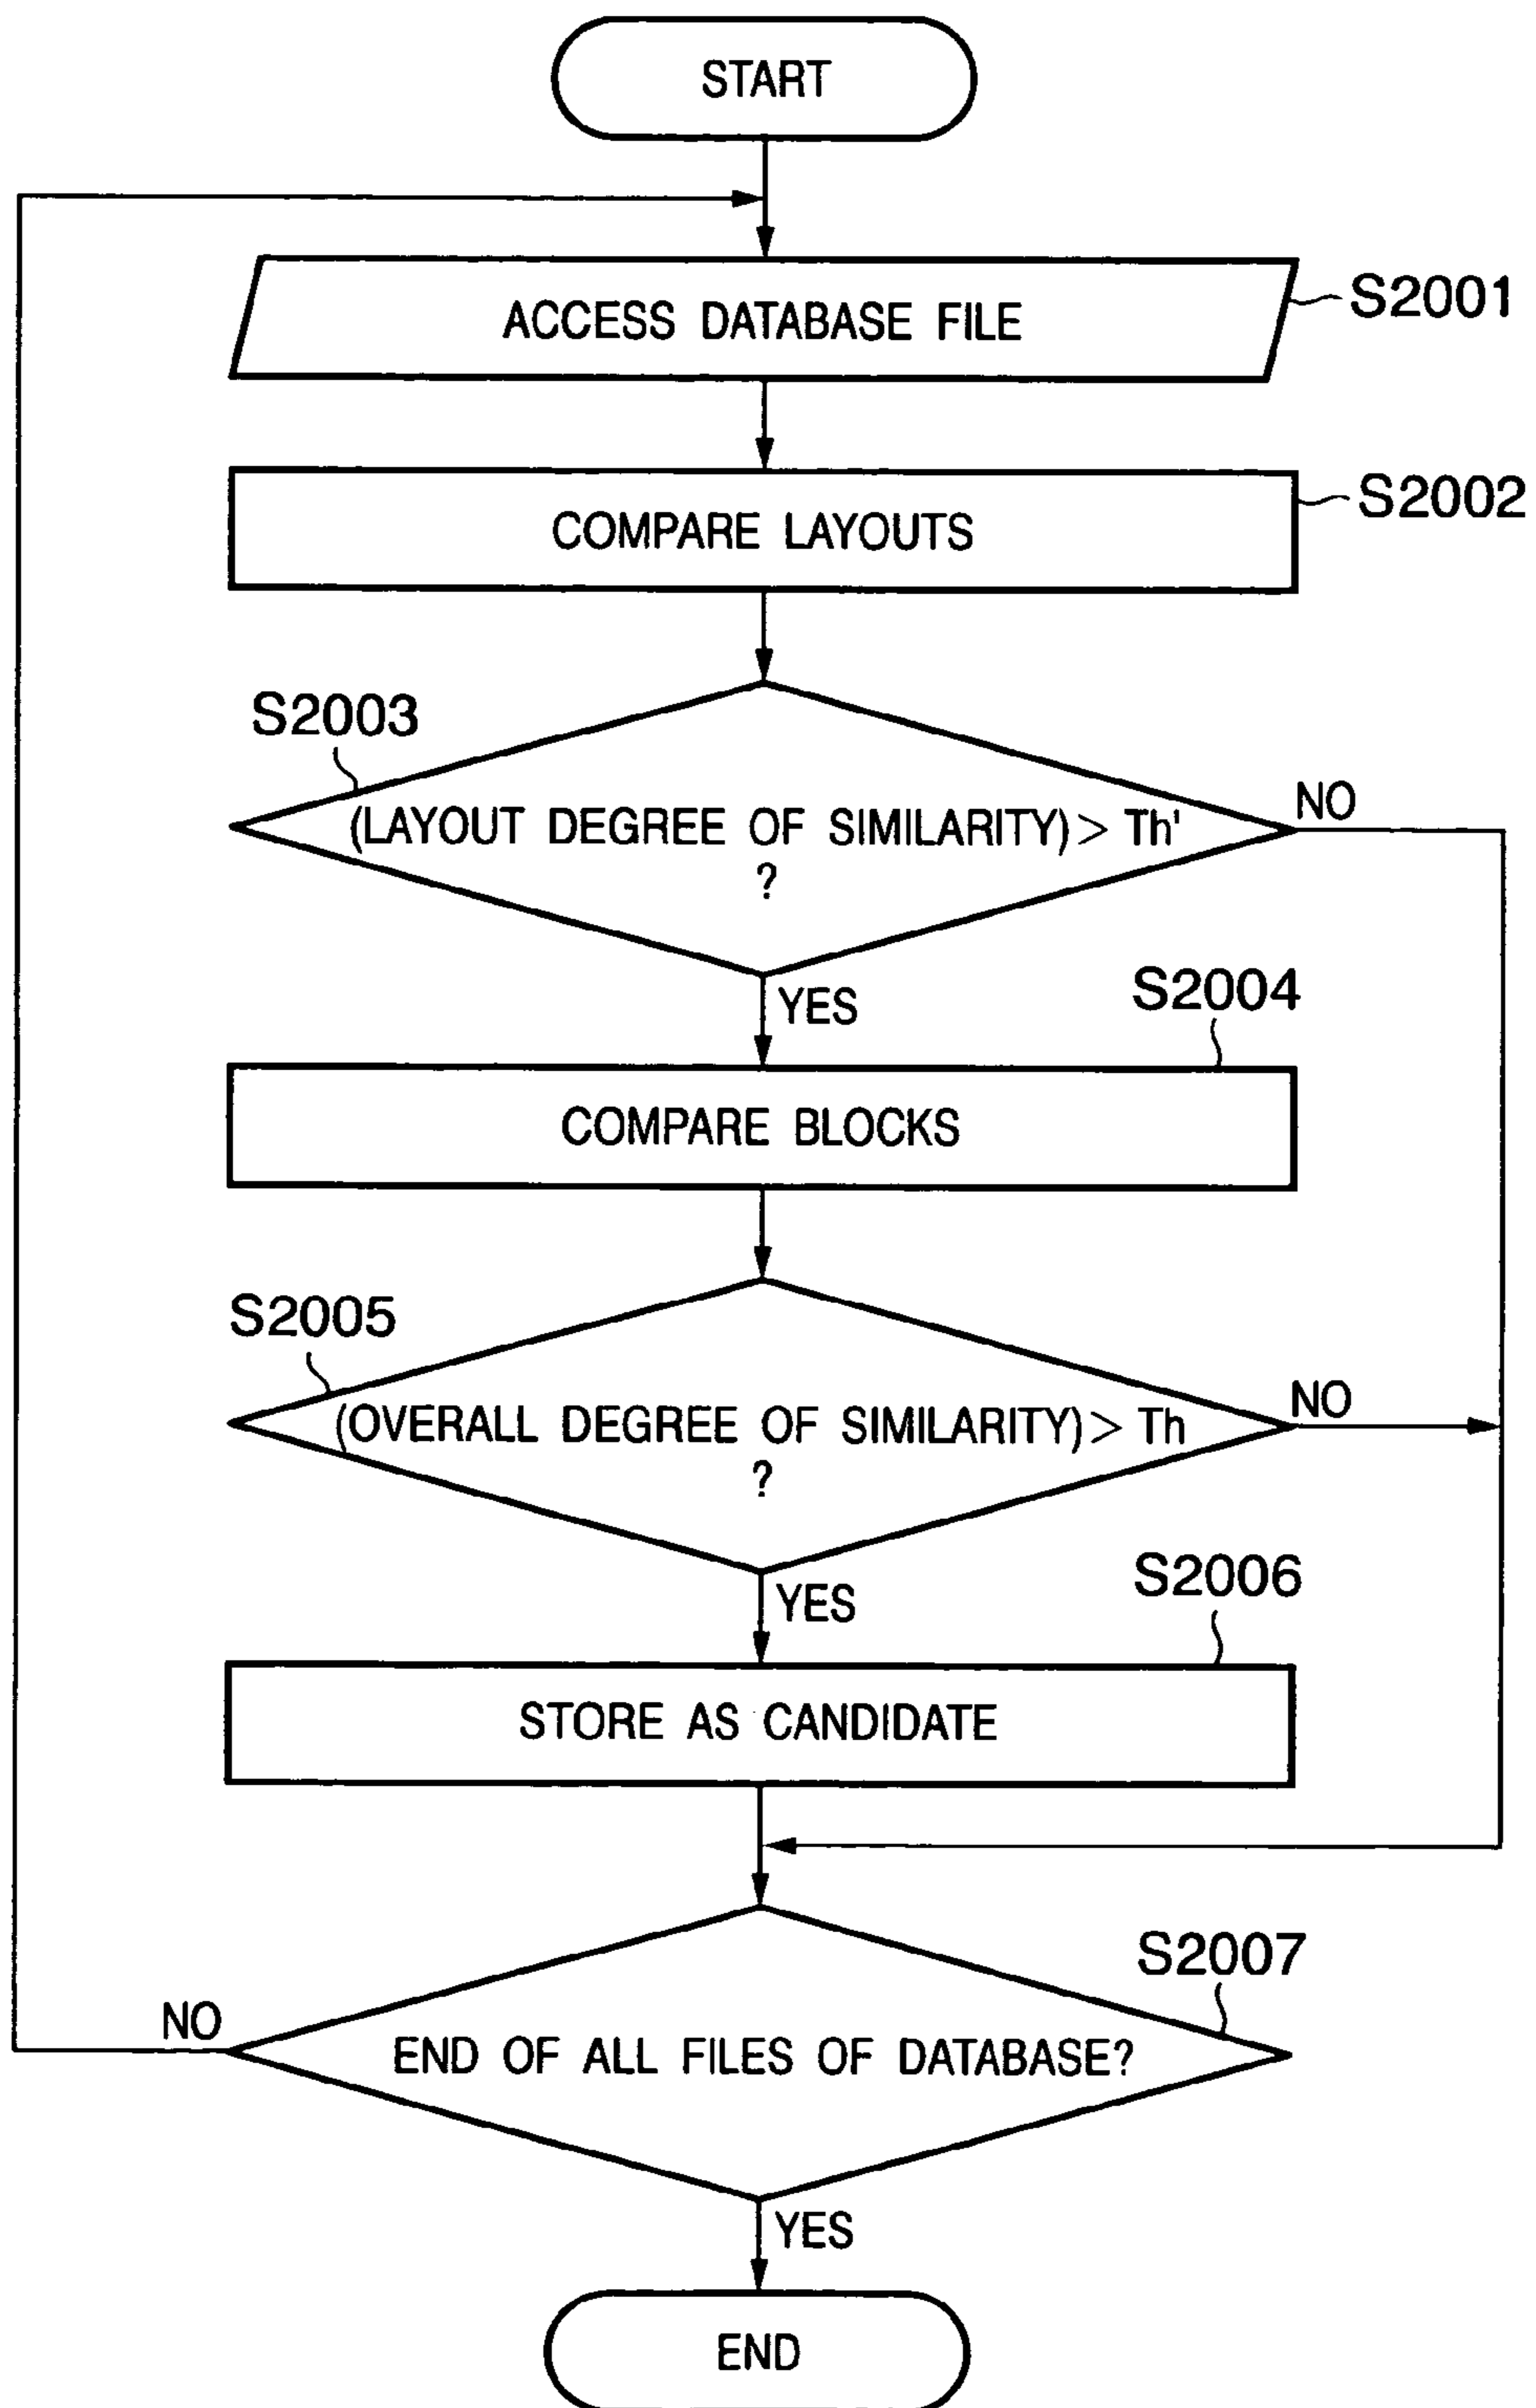 START
ACCESS DATABASE FILE
S2001
COMPARE LAYOUTS
S2002
S2003
(LAYOUT DEGREE OF SIMILARITY) > Th'
?
NO
YES
S2004
COMPARE BLOCKS
S2005
(OVERALL DEGREE OF SIMILARITY) > Th
?
NO
YES
S2006
STORE AS CANDIDATE
S2007
NO
END OF ALL FILES OF DATABASE?
YES
END